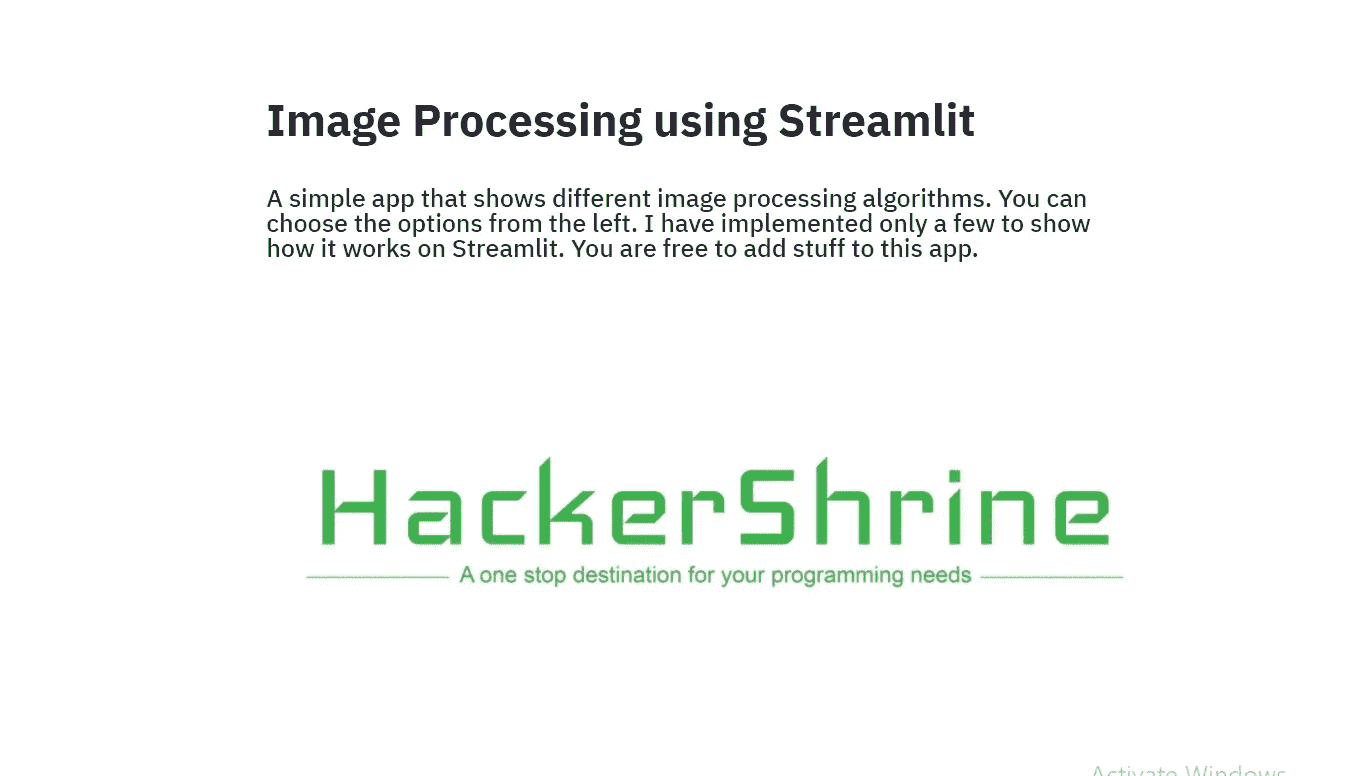 Image Processing using Streamlit
A simple app that shows different image processing algorithms. You can
choose the options from the left. I have implemented only a few to show
how it works on Streamlit. You are free to add stuff to this app.
HackerShrine
A one stop destination for your programming needs
Activate Windows